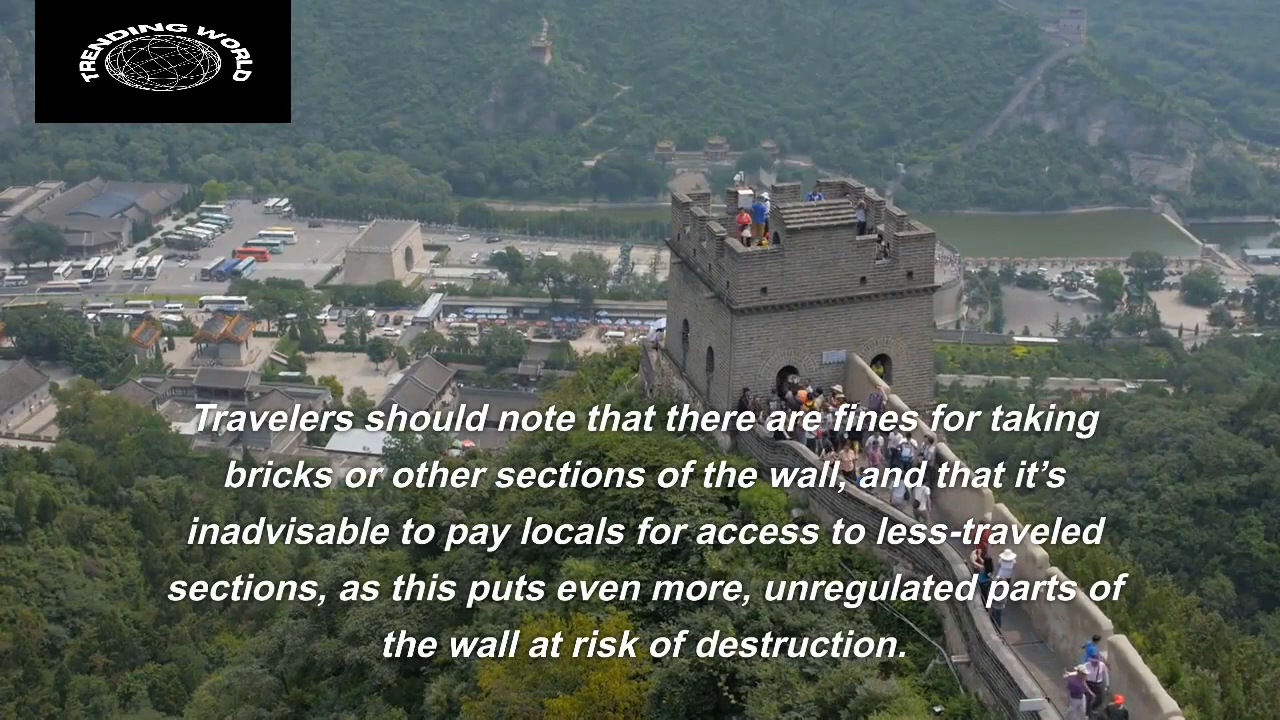 TRENDING WORLD
Travelers should note that there are fines for taking
bricks or other sections of the wall, and that it’s
inadvisable to pay locals for access to less-traveled
sections, as this puts even more, unregulated parts of
the wall at risk of destruction.